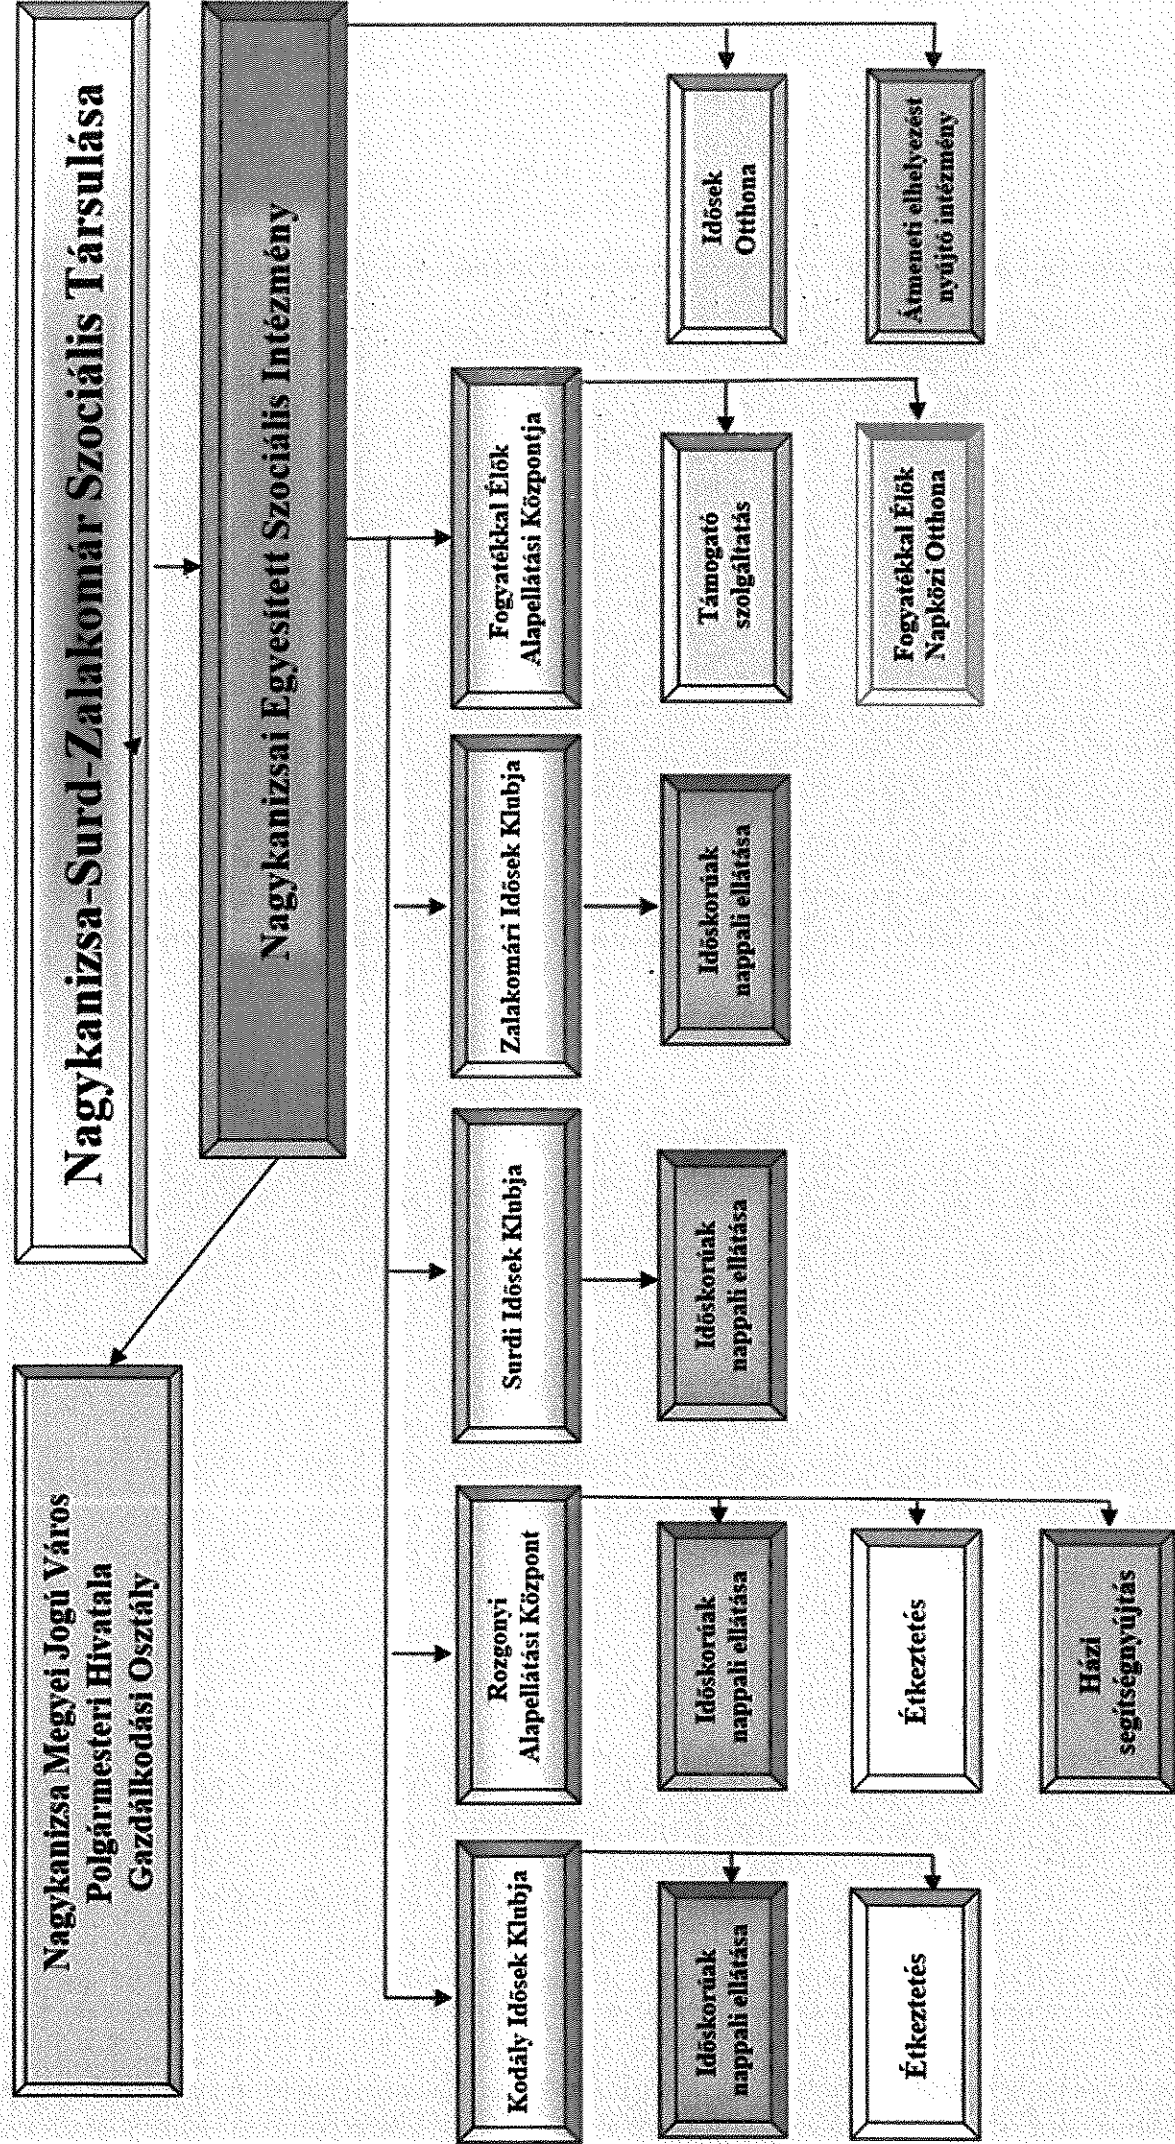 Nagykanizsa Megyei Jogú Város
Polgármesteri Hivatala
Gazdálkodási Osztály
Nagykanizsa-Surd-Zalakomár Szociális Társulása
Nagykanizsai Egyesített Szociális Intézmény
Kodály Idősek Klubja
Rozgonyi
Alapellátási Központ
Surdi Idősek Klubja
Zalakomári Idősek Klubja
Fogyatékkal Élők
Alapellátási Központja
Időskorúak
nappali ellátása
Időskorúak
nappali ellátása
Időskorúak
nappali ellátása
Időskorúak
nappali ellátása
Támogató
szolgáltatás
Idősek
Otthona
Étkeztetés
Étkeztetés
Fogyatékkal Élők
Napközi Otthona
Átmeneti elhelyezést
nyújtó intézmény
Házi
segítségnyújtás